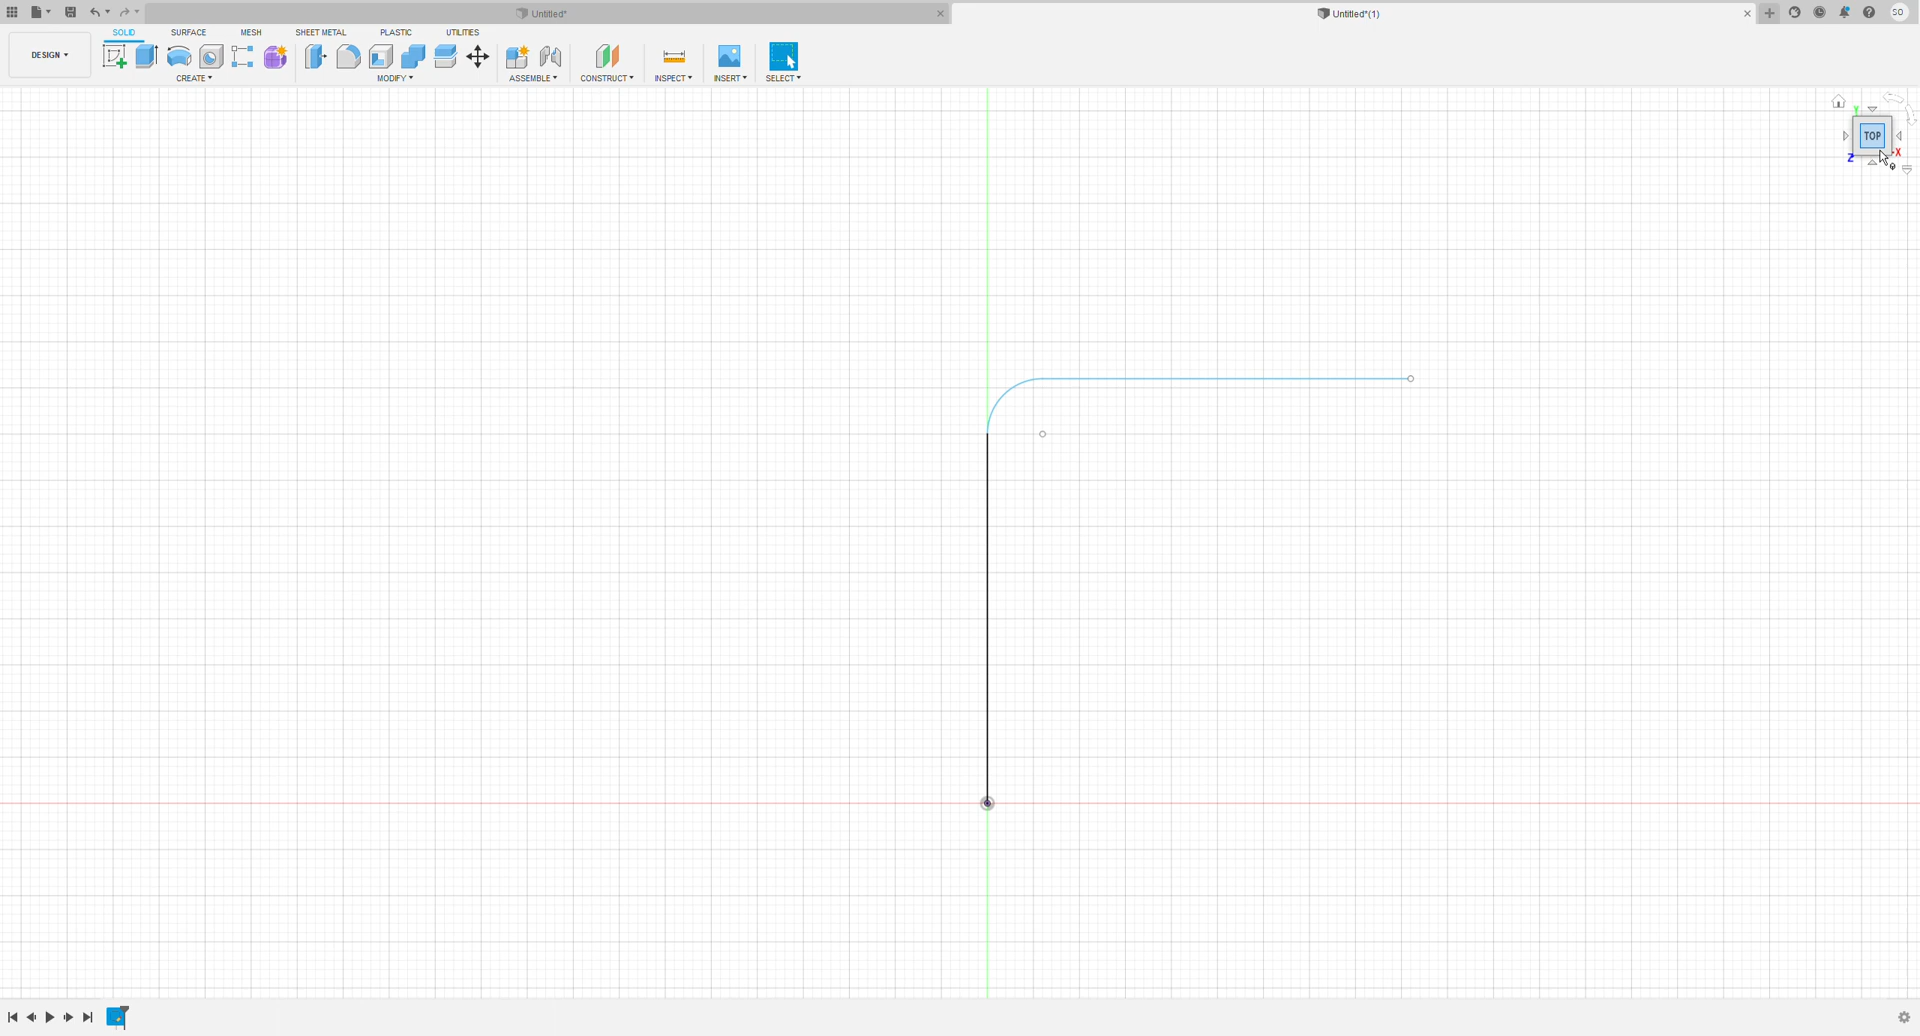 Untitled*
Untitled*(1)
SO
SOLID
SURFACE
MESH
SHEET METAL
PLASTIC
UTILITIES
DESIGN
CREATE
MODIFY
ASSEMBLE
CONSTRUCT
INSPECT
INSERT
SELECT
Y
TOP
X
Z